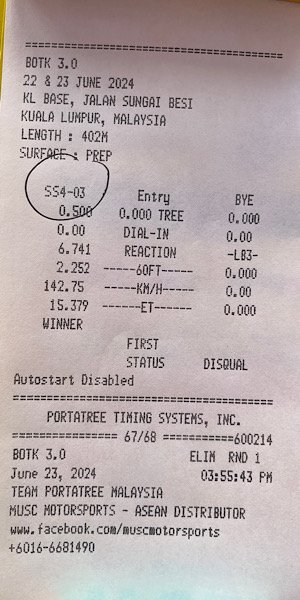 ================================
BOTK 3.0
22 & 23 JUNE 2024
KL BASE, JALAN SUNGAI BESI
KUALA LUMPUR, MALAYSIA
LENGTH : 402M
SURFACE : PREP
SS4-03 Entry BYE
0.500 0.000 TREE 0.000
0.00 DIAL-IN 0.00
6.741 REACTION -LB3-
2.252 ------60FT------ 0.000
142.75 ------KM/H------ 0.00
15.379 -------ET------- 0.000
WINNER
FIRST
STATUS DISQUAL
Autostart Disabled
================================
PORTATREE TIMING SYSTEMS, INC.
================ 67/68 ===========600214
BOTK 3.0 ELIM RND 1
June 23, 2024 03:55:43 PM
TEAM PORTATREE MALAYSIA
MUSC MOTORSPORTS - ASEAN DISTRIBUTOR
www.facebook.com/muscmotorsports
+6016-6681490